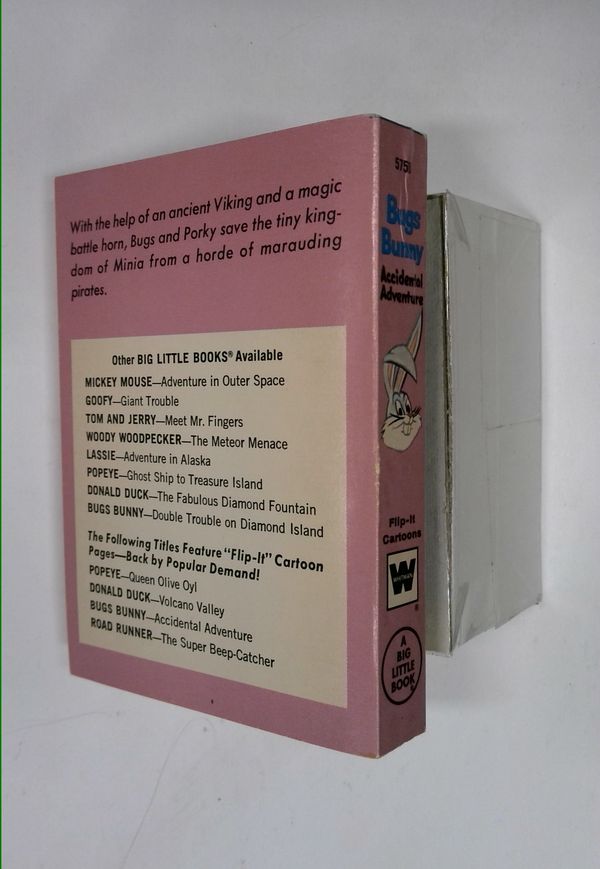 With the help of an ancient Viking and a magic
battle horn, Bugs and Porky save the tiny king-
dom of Minia from a horde of marauding
pirates.
Other BIG LITTLE BOOKS® Available
MICKEY MOUSE—Adventure in Outer Space
GOOFY—Giant Trouble
TOM AND JERRY—Meet Mr. Fingers
WOODY WOODPECKER—The Meteor Menace
LASSIE—Adventure in Alaska
POPEYE—Ghost Ship to Treasure Island
DONALD DUCK—The Fabulous Diamond Fountain
BUGS BUNNY—Double Trouble on Diamond Island
The Following Titles Feature "Flip-It" Cartoon
Pages—Back by Popular Demand!
POPEYE—Queen Olive Oyl
DONALD DUCK—Volcano Valley
BUGS BUNNY—Accidental Adventure
ROAD RUNNER—The Super Beep-Catcher
Bugs
Bunny
Accidental
Adventure
Flip-It
Cartoons
W
WHITMAN
®
A
BIG
LITTLE
BOOK